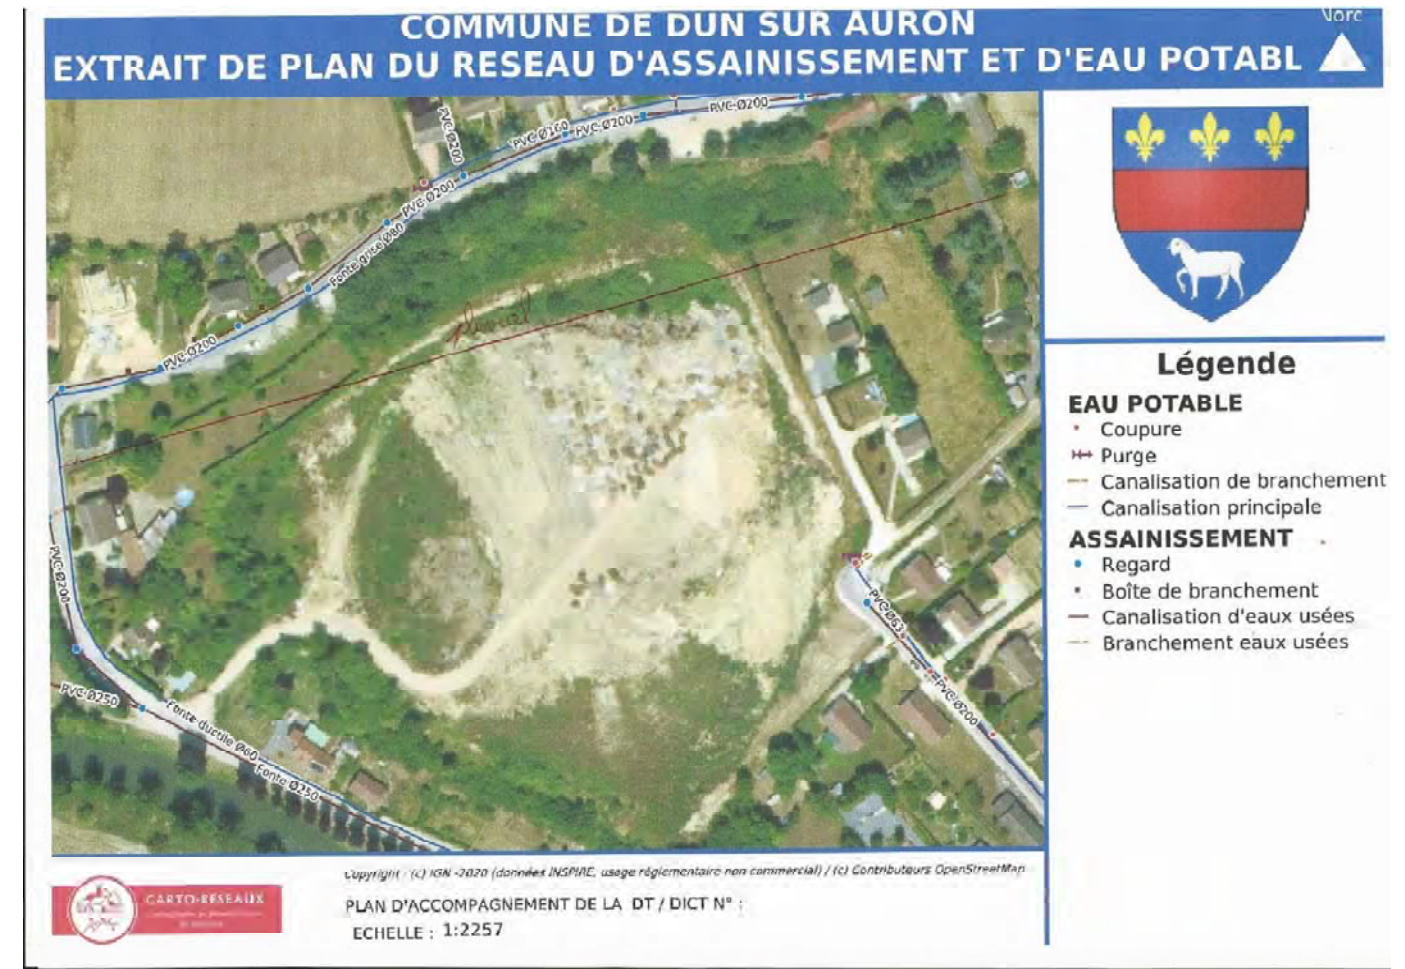 COMMUNE DE DUN SUR AURON
EXTRAIT DE PLAN DU RESEAU D'ASSAINISSEMENT ET D'EAU POTABL
Norc
PVC-Ø200
PVC-Ø160
PVC-Ø200
PVC-Ø200
PVC-Ø200
Fonte grise Ø80
PVC-Ø200
pluvial
PVC-Ø200
PVC-Ø250
Fonte ductile Ø60
Fonte Ø250
PVC-Ø63
PVC-Ø200
Légende
EAU POTABLE
Coupure
Purge
Canalisation de branchement
Canalisation principale
ASSAINISSEMENT
Regard
Boîte de branchement
Canalisation d'eaux usées
Branchement eaux usées
CARTO-RESEAUX
Copyright : (c) IGN -2020 (données INSPIRE, usage réglementaire non commercial) / (c) Contributeurs OpenStreetMap
PLAN D'ACCOMPAGNEMENT DE LA DT / DICT N° :
ECHELLE : 1:2257